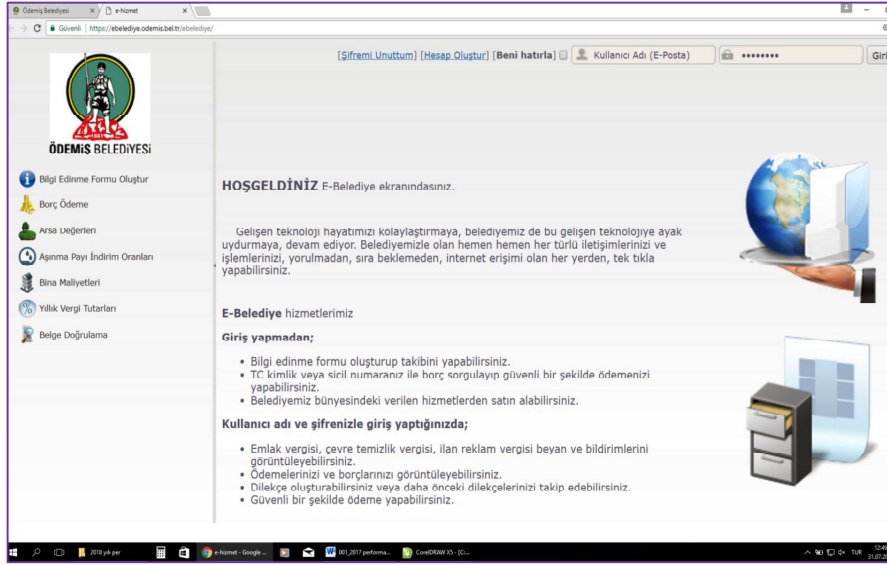 Ödemiş Belediyesi
e-hizmet
Güvenli | https://ebelediye.odemis.bel.tr/ebelediye/
[Şifremi Unuttum] [Hesap Oluştur] [Beni hatırla] Kullanıcı Adı (E-Posta) •••••••• Giri
ÖDEMİŞ BELEDİYESİ
Bilgi Edinme Formu Oluştur
Borç Ödeme
Arsa Değerleri
Aşınma Payı İndirim Oranları
Bina Maliyetleri
Yıllık Vergi Tutarları
Belge Doğrulama
HOŞGELDİNİZ E-Belediye ekranındasınız.
Gelişen teknoloji hayatımızı kolaylaştırmaya, belediyemiz de bu gelişen teknolojiye ayak
uydurmaya, devam ediyor. Belediyemizle olan hemen hemen her türlü iletişimlerinizi ve
işlemlerinizi, yorulmadan, sıra beklemeden, internet erişimi olan her yerden, tek tıkla
yapabilirsiniz.
E-Belediye hizmetlerimiz
Giriş yapmadan;
• Bilgi edinme formu oluşturup takibini yapabilirsiniz.
• TC kimlik veya sicil numaranız ile borç sorgulayıp güvenli bir şekilde ödemenizi
yapabilirsiniz.
• Belediyemiz bünyesindeki verilen hizmetlerden satın alabilirsiniz.
Kullanıcı adı ve şifrenizle giriş yaptığınızda;
• Emlak vergisi, çevre temizlik vergisi, ilan reklam vergisi beyan ve bildirimlerini
görüntüleyebilirsiniz.
• Ödemelerinizi ve borçlarınızı görüntüleyebilirsiniz.
• Dilekçe oluşturabilirsiniz veya daha önceki dilekçelerinizi takip edebilirsiniz.
• Güvenli bir şekilde ödeme yapabilirsiniz.
2018 yılı per
e-hizmet - Google ...
001_2017 performa...
CorelDRAW X5 - [C:...
TUR
12:49
31.07.20